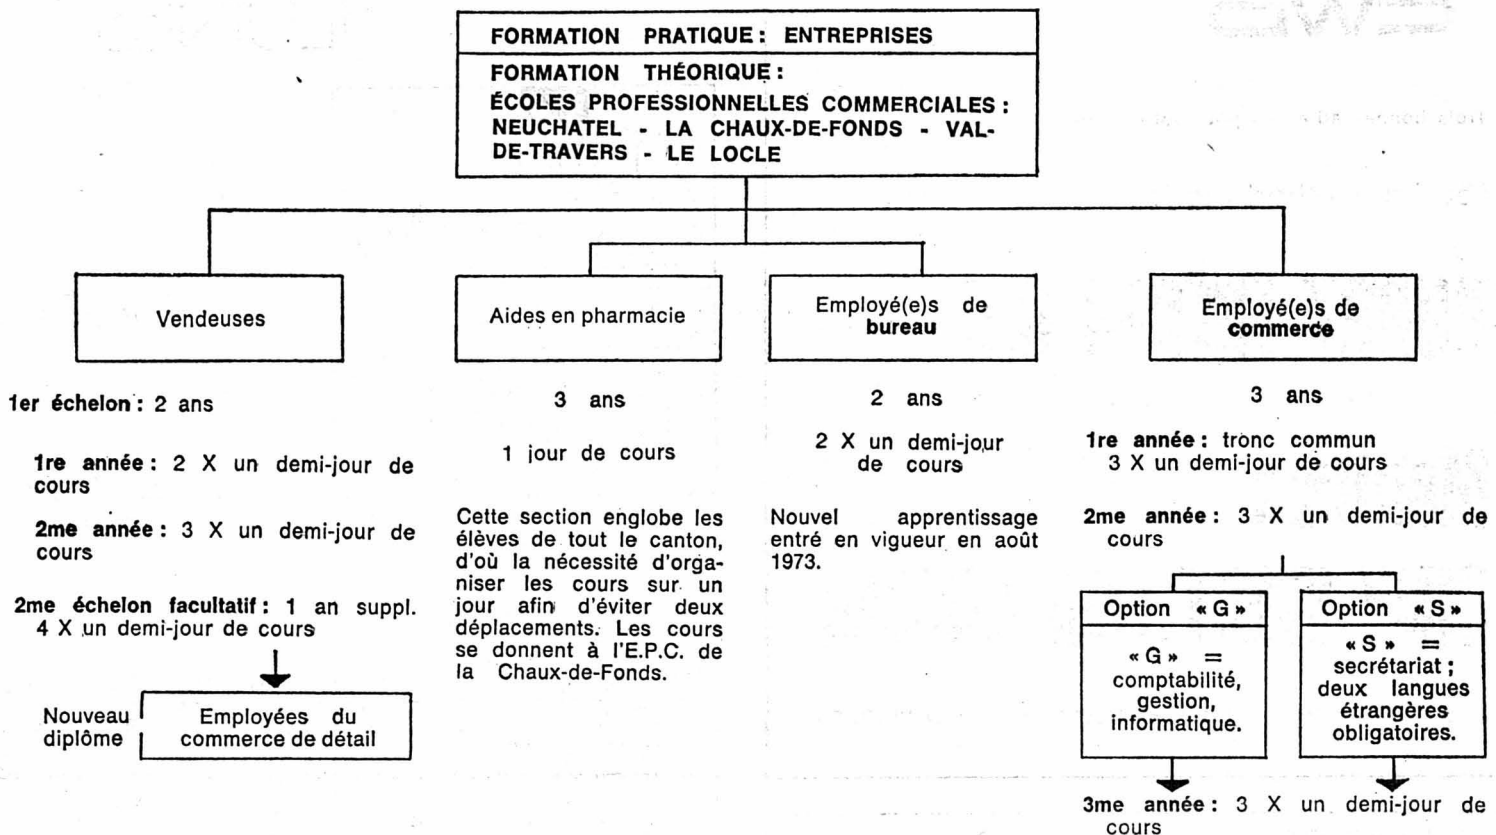 FORMATION PRATIQUE : ENTREPRISES
FORMATION THÉORIQUE :
ÉCOLES PROFESSIONNELLES COMMERCIALES :
NEUCHATEL - LA CHAUX-DE-FONDS - VAL-
DE-TRAVERS - LE LOCLE
Vendeuses
1er échelon : 2 ans
1re année : 2 X un demi-jour de
cours
2me année : 3 X un demi-jour de
cours
2me échelon facultatif : 1 an suppl.
4 X un demi-jour de cours
Nouveau
diplôme
Employées du
commerce de détail
Aides en pharmacie
3 ans
1 jour de cours
Cette section englobe les
élèves de tout le canton,
d'où la nécessité d'orga-
niser les cours sur un
jour afin d'éviter deux
déplacements. Les cours
se donnent à l'E.P.C. de
la Chaux-de-Fonds.
Employé(e)s de
bureau
2 ans
2 X un demi-jour
de cours
Nouvel apprentissage
entré en vigueur en août
1973.
Employé(e)s de
commerce
3 ans
1re année : tronc commun
3 X un demi-jour de cours
2me année : 3 X un demi-jour de
cours
Option « G »
« G » =
comptabilité,
gestion,
informatique.
Option « S »
« S » =
secrétariat ;
deux langues
étrangères
obligatoires.
3me année : 3 X un demi-jour de
cours